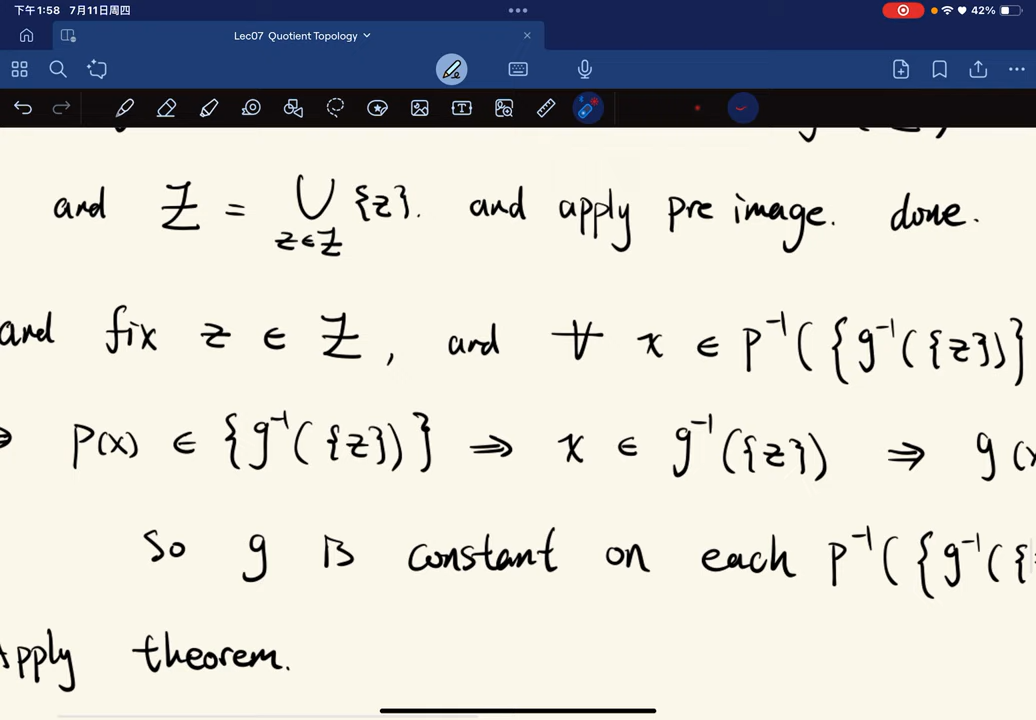 下午1:58 7月11日周四
42%
Lec07 Quotient Topology
and Z = ∪ {z}. and apply pre image. done.
z∈Z
and fix z ∈ Z, and ∀ x ∈ p⁻¹({g⁻¹({z})}
⇒ p(x) ∈ {g⁻¹({z})} ⇒ x ∈ g⁻¹({z}) ⇒ g(x
So g is constant on each p⁻¹({g⁻¹({
Apply theorem.